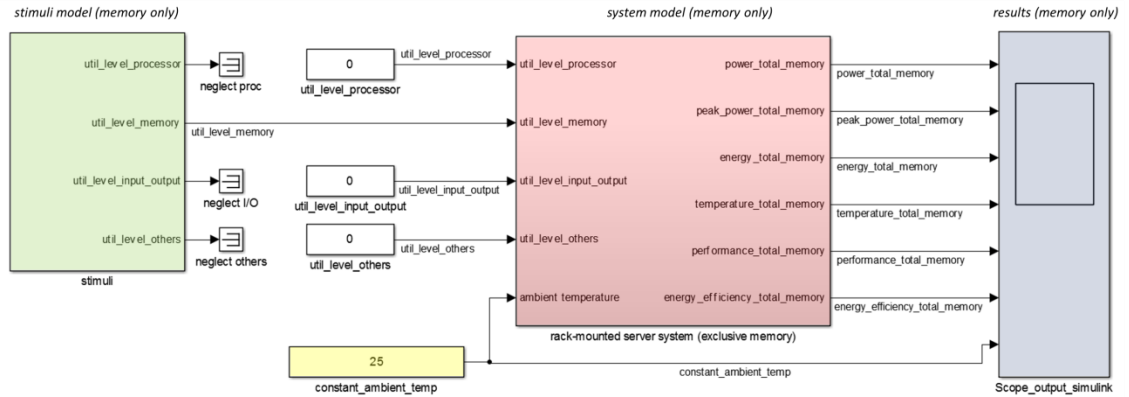 stimuli model (memory only)
system model (memory only)
results (memory only)
util_level_processor
neglect proc
0
util_level_processor
util_level_processor
util_level_processor
power_total_memory
power_total_memory
util_level_memory
util_level_memory
util_level_memory
peak_power_total_memory
peak_power_total_memory
energy_total_memory
energy_total_memory
util_level_input_output
neglect I/O
0
util_level_input_output
util_level_input_output
util_level_input_output
temperature_total_memory
temperature_total_memory
util_level_others
neglect others
0
util_level_others
util_level_others
util_level_others
performance_total_memory
performance_total_memory
stimuli
ambient temperature
energy_efficiency_total_memory
energy_efficiency_total_memory
rack-mounted server system (exclusive memory)
25
constant_ambient_temp
constant_ambient_temp
Scope_output_simulink